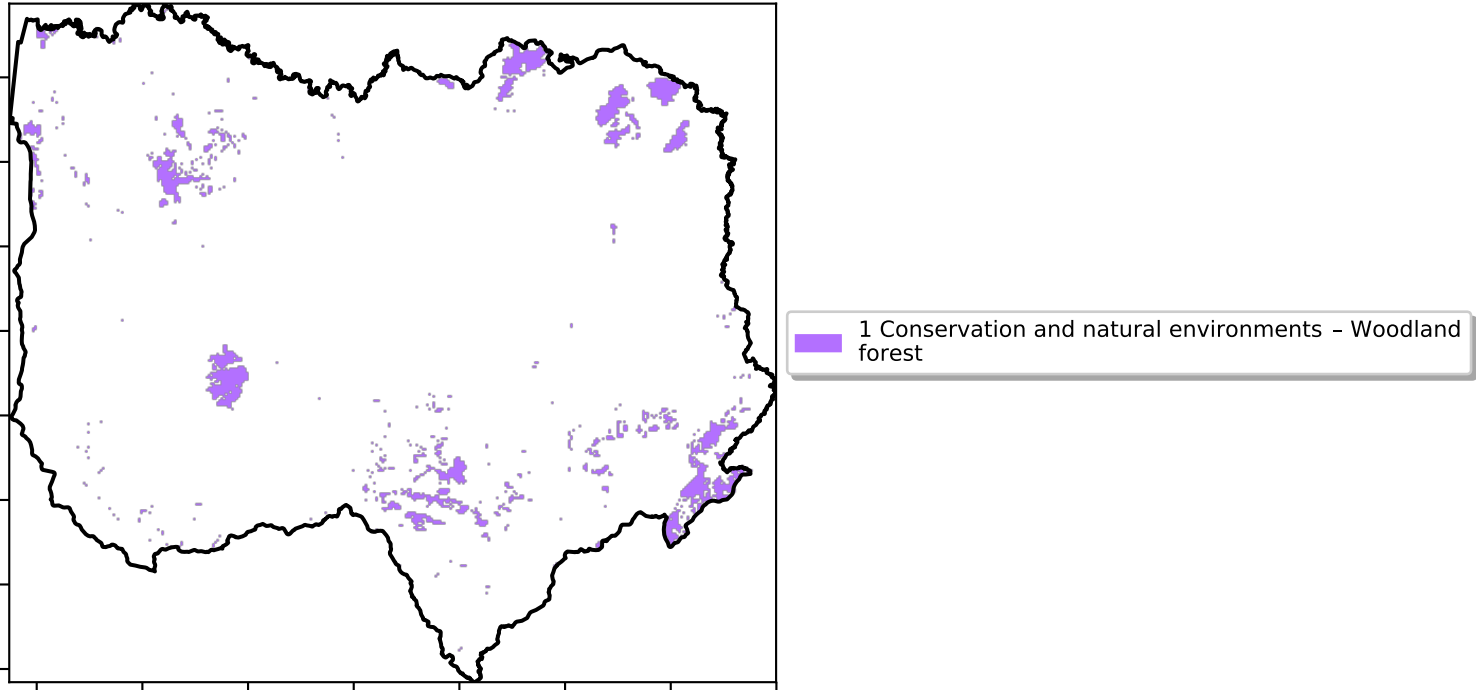 1 Conservation and natural environments – Woodland
forest